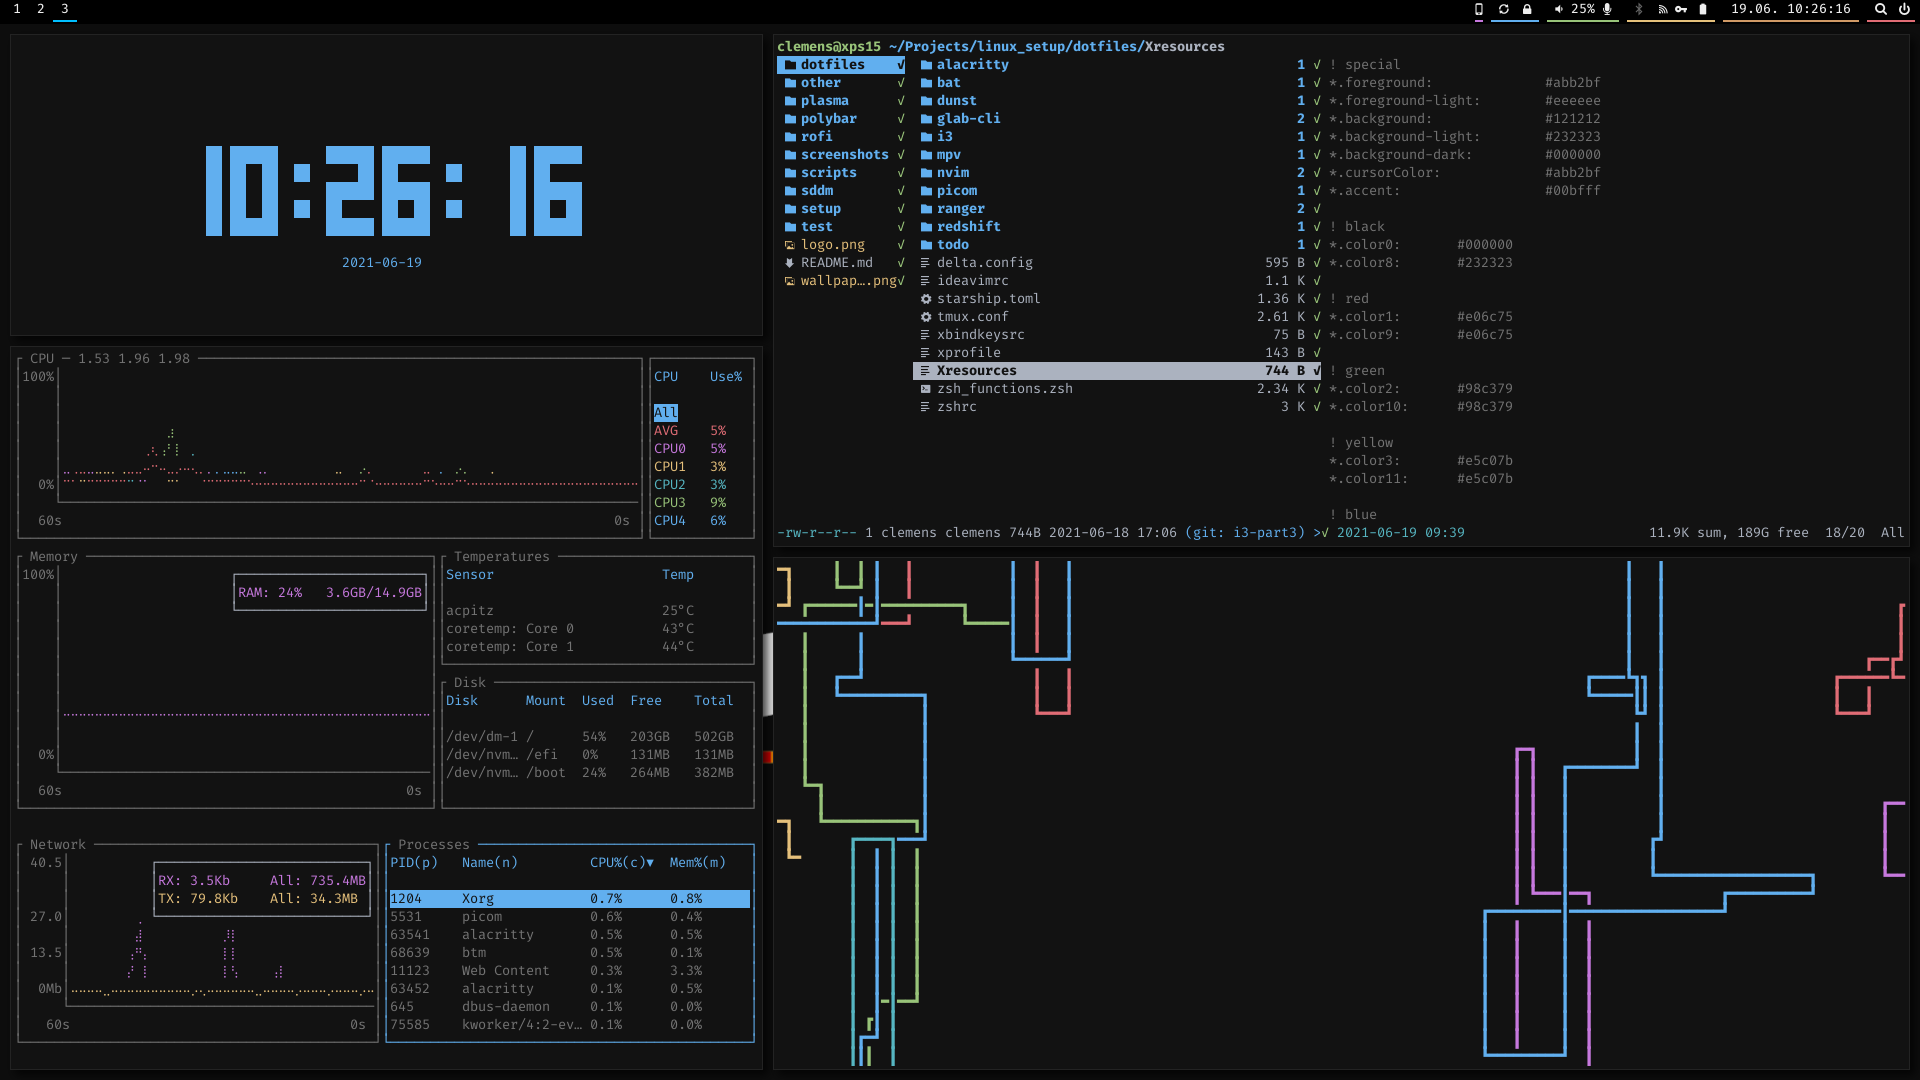 1 2 3
25%
19.06. 10:26:16
10:26:16
2021-06-19
CPU — 1.53 1.96 1.98
100%
0%
60s 0s
CPU Use%
All
AVG 5%
CPU0 5%
CPU1 3%
CPU2 3%
CPU3 9%
CPU4 6%
Memory
100%
RAM: 24% 3.6GB/14.9GB
0%
60s 0s
Temperatures
Sensor Temp
acpitz 25°C
coretemp: Core 0 43°C
coretemp: Core 1 44°C
Disk
Disk Mount Used Free Total
/dev/dm-1 / 54% 203GB 502GB
/dev/nvm… /efi 0% 131MB 131MB
/dev/nvm… /boot 24% 264MB 382MB
Network
40.5
RX: 3.5Kb All: 735.4MB
TX: 79.8Kb All: 34.3MB
27.0
13.5
0Mb
60s 0s
Processes
PID(p) Name(n) CPU%(c)▼ Mem%(m)
1204 Xorg 0.7% 0.8%
5531 picom 0.6% 0.4%
63541 alacritty 0.5% 0.5%
68639 btm 0.5% 0.1%
11123 Web Content 0.3% 3.3%
63452 alacritty 0.1% 0.5%
645 dbus-daemon 0.1% 0.0%
75585 kworker/4:2-ev… 0.1% 0.0%
clemens@xps15 ~/Projects/linux_setup/dotfiles/Xresources
dotfiles √
other √
plasma √
polybar √
rofi √
screenshots √
scripts √
sddm √
setup √
test √
logo.png √
README.md √
wallpap….png√
alacritty 1 √
bat 1 √
dunst 1 √
glab-cli 2 √
i3 1 √
mpv 1 √
nvim 2 √
picom 1 √
ranger 2 √
redshift 1 √
todo 1 √
delta.config 595 B √
ideavimrc 1.1 K √
starship.toml 1.36 K √
tmux.conf 2.61 K √
xbindkeysrc 75 B √
xprofile 143 B √
Xresources 744 B √
zsh_functions.zsh 2.34 K √
zshrc 3 K √
! special
*.foreground: #abb2bf
*.foreground-light: #eeeeee
*.background: #121212
*.background-light: #232323
*.background-dark: #000000
*.cursorColor: #abb2bf
*.accent: #00bfff
! black
*.color0: #000000
*.color8: #232323
! red
*.color1: #e06c75
*.color9: #e06c75
! green
*.color2: #98c379
*.color10: #98c379
! yellow
*.color3: #e5c07b
*.color11: #e5c07b
! blue
-rw-r--r-- 1 clemens clemens 744B 2021-06-18 17:06 (git: i3-part3) >√ 2021-06-19 09:39 11.9K sum, 189G free 18/20 All